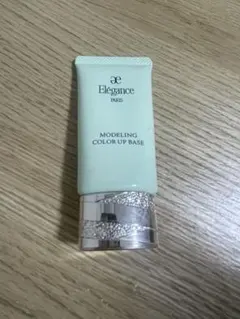 æ
Elégance
PARIS
MODELING
COLOR UP BASE